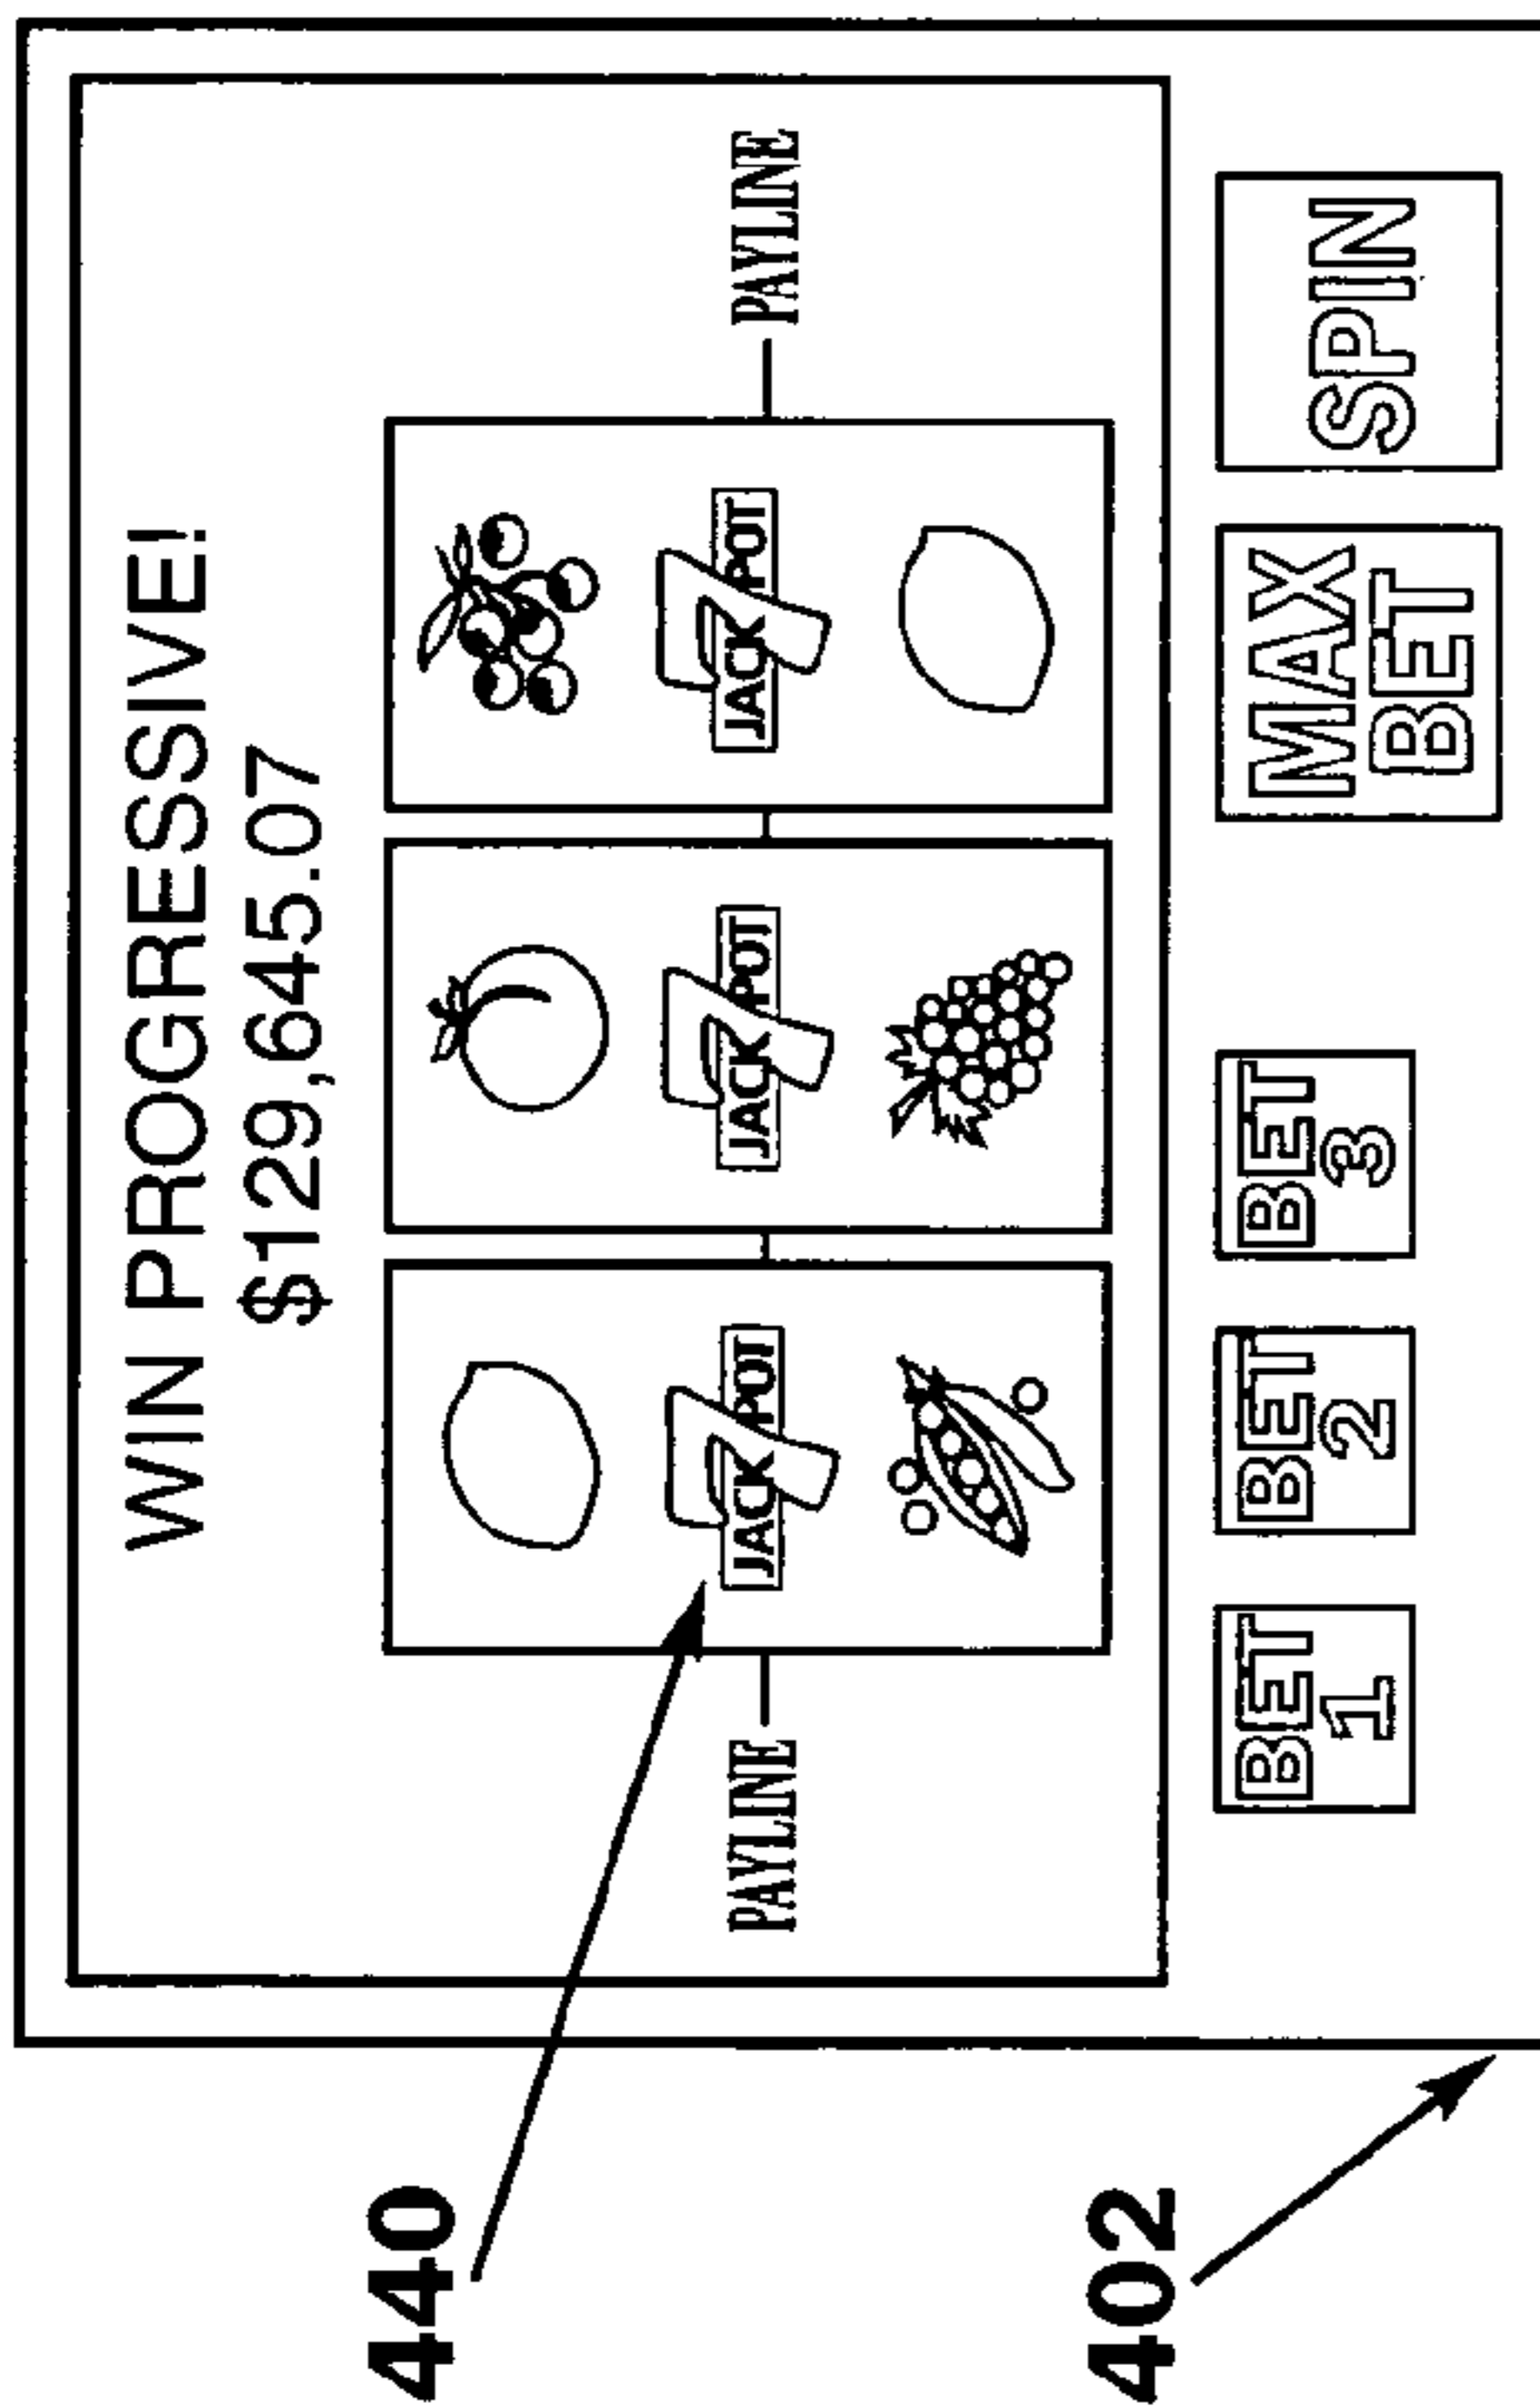 WIN PROGRESSIVE!
$129,645.07
440
PAYLINE
JACKPOT
JACKPOT
JACKPOT
PAYLINE
402
BET
1
BET
2
BET
3
MAX
BET
SPIN